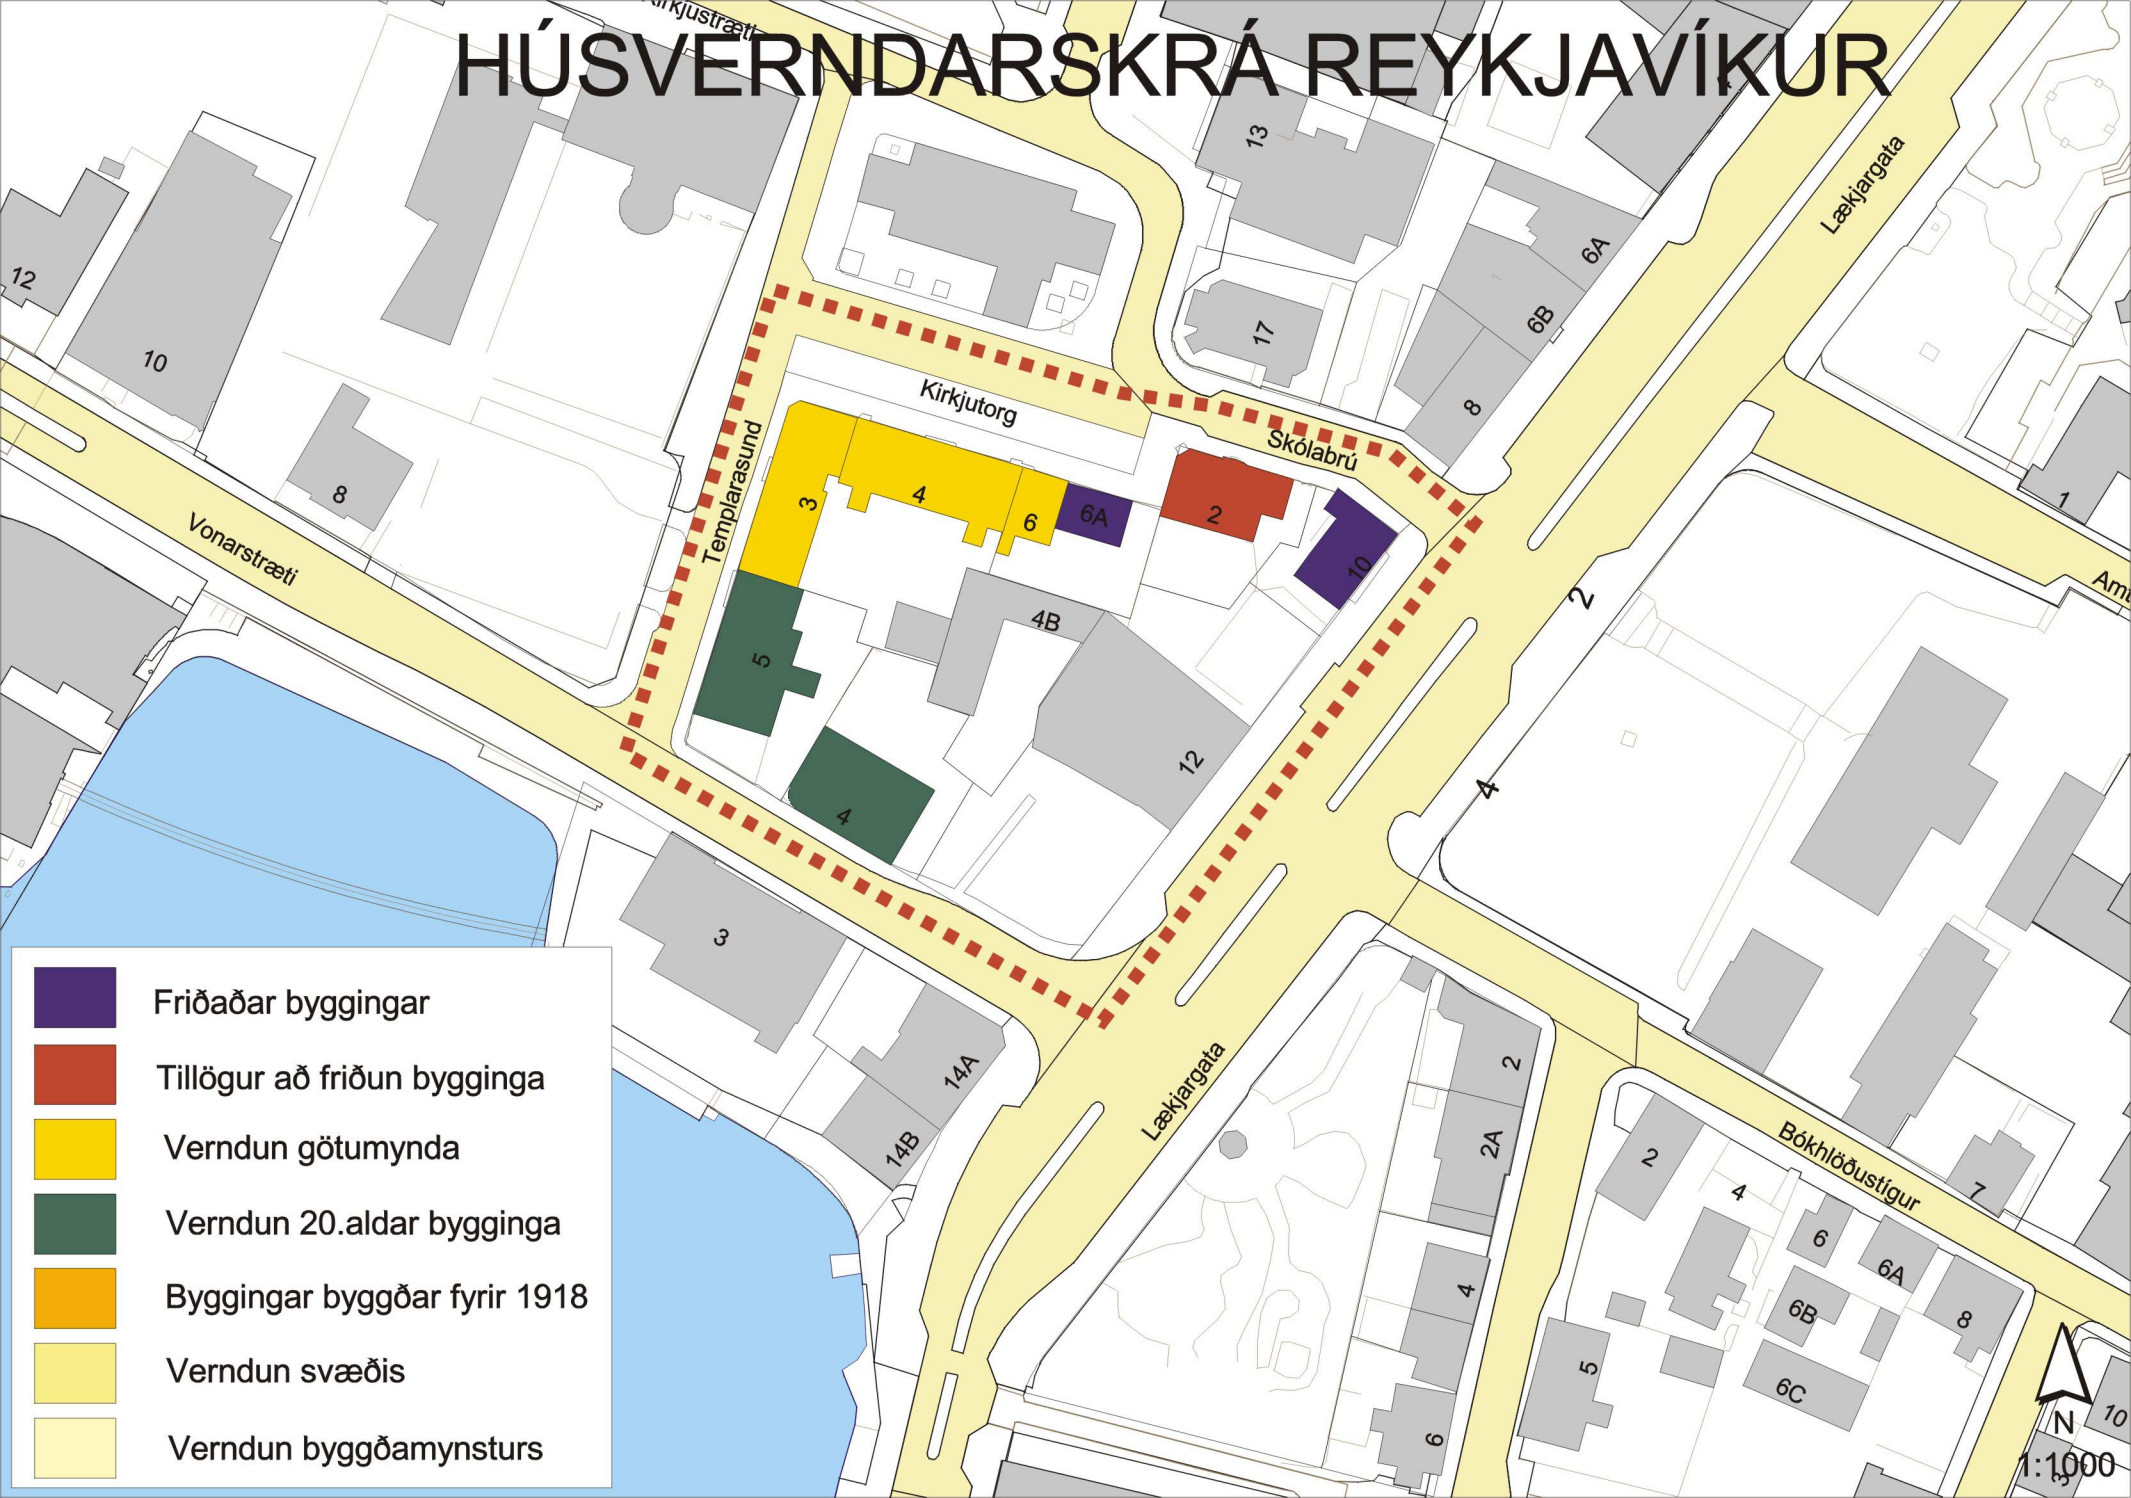 Kirkjustræti
HÚSVERNDARSKRÁ REYKJAVÍKUR
13
Lækjargata
12
6A
10
17
6B
Kirkjutorg
8
Skólabrú
8
Templarasund
3
4
6
6A
2
10
1
Vonarstræti
Amt
2
4B
5
12
4
4
3
14A
14B
Lækjargata
2
2A
4
6
2
4
Bókhlöðustígur
7
6
6A
6B
8
5
6C
10
N
1:1000
3
Friðaðar byggingar
Tillögur að friðun bygginga
Verndun götumynda
Verndun 20.aldar bygginga
Byggingar byggðar fyrir 1918
Verndun svæðis
Verndun byggðamynsturs